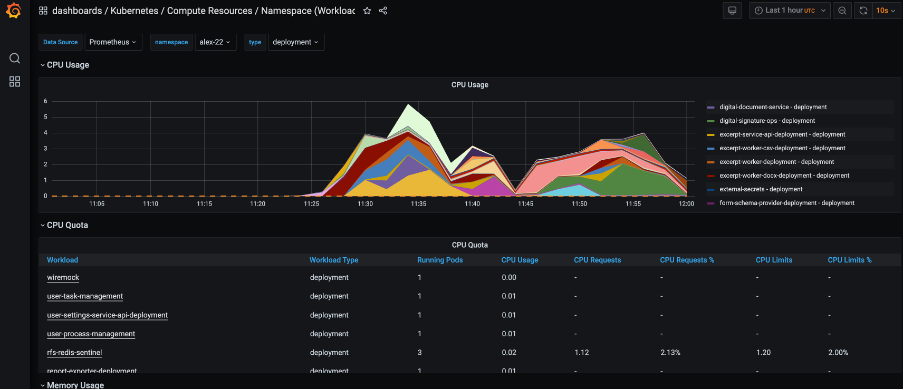 dashboards / Kubernetes / Compute Resources / Namespace (Workloac
Last 1 hour UTC
10s
Data Source Prometheus namespace alex-22 type deployment
CPU Usage
CPU Usage
6
5
4
3
2
1
0
11:05 11:10 11:15 11:20 11:25 11:30 11:35 11:40 11:45 11:50 11:55 12:00
digital-document-service - deployment
digital-signature-ops - deployment
excerpt-service-api-deployment - deployment
excerpt-worker-csv-deployment - deployment
excerpt-worker-deployment - deployment
excerpt-worker-docx-deployment - deployment
external-secrets - deployment
form-schema-provider-deployment - deployment
CPU Quota
CPU Quota
Workload Workload Type Running Pods CPU Usage CPU Requests CPU Requests % CPU Limits CPU Limits %
wiremock deployment 1 0.00 - - - -
user-task-management deployment 1 0.01 - - - -
user-settings-service-api-deployment deployment 1 0.01 - - - -
user-process-management deployment 1 0.01 - - - -
rfs-redis-sentinel deployment 3 0.02 1.12 2.13% 1.20 2.00%
report-exporter-deployment deployment 1 0.01 - - - -
Memory Usage